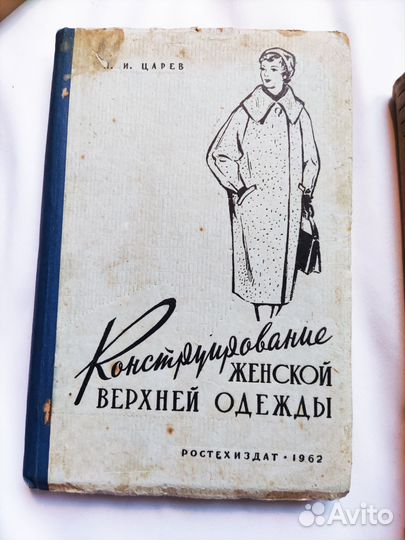 И. ЦАРЕВ
Конструирование
ЖЕНСКОЙ
ВЕРХНЕЙ ОДЕЖДЫ
РОСТЕХИЗДАТ • 1962
Avito